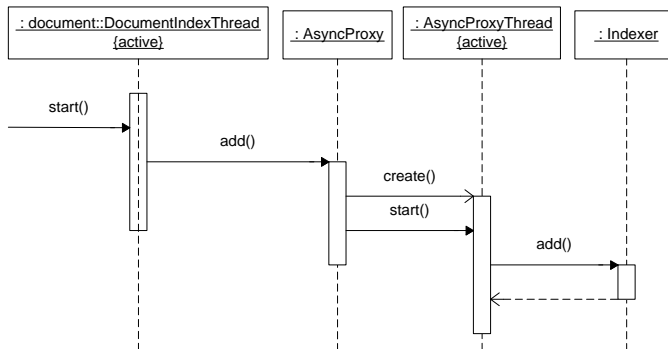 : document::DocumentIndexThread
{active}
: AsyncProxy
: AsyncProxyThread
{active}
: Indexer
start()
add()
create()
start()
add()